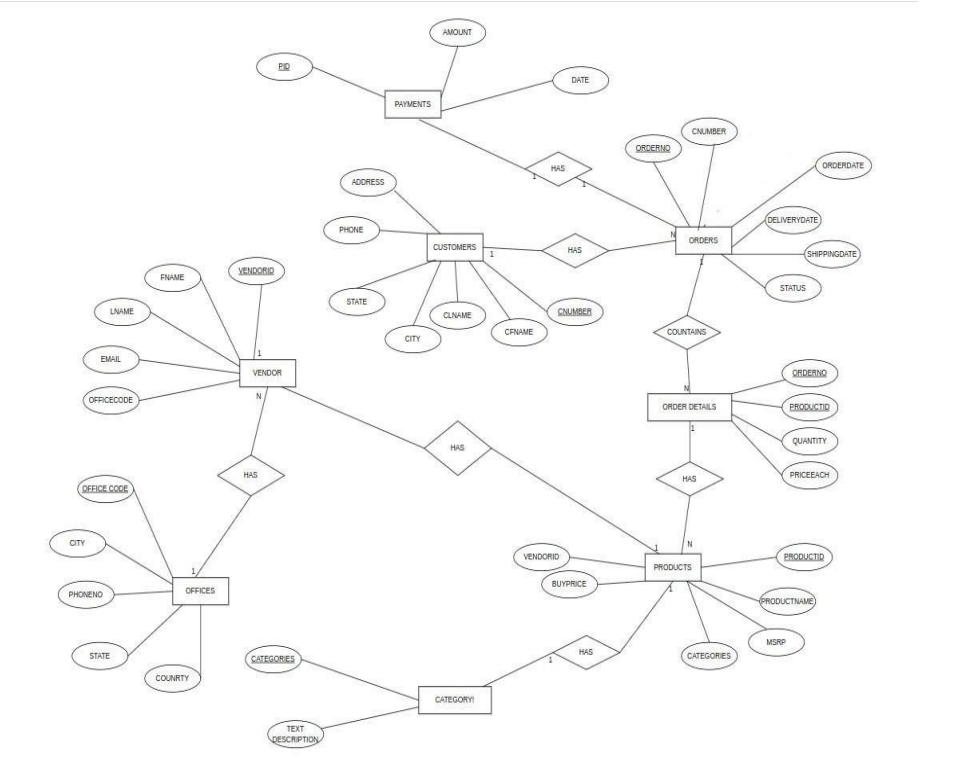 AMOUNT
PID
DATE
PAYMENTS
CNUMBER
ORDERNO
ORDERDATE
HAS
1
1
ADDRESS
DELIVERYDATE
PHONE
N
ORDERS
CUSTOMERS
HAS
1
SHIPPINGDATE
1
VENDORID
FNAME
STATUS
STATE
CNUMBER
CLNAME
LNAME
CFNAME
COUNTAINS
CITY
1
EMAIL
VENDOR
ORDERNO
N
N
OFFICECODE
ORDER DETAILS
PRODUCTID
1
QUANTITY
HAS
HAS
PRICEEACH
HAS
OFFICE CODE
CITY
1
N
VENDORID
PRODUCTID
PRODUCTS
1
BUYPRICE
1
OFFICES
PHONENO
PRODUCTNAME
MSRP
HAS
STATE
CATEGORIES
1
CATEGORIES
COUNRTY
CATEGORY!
TEXT
DESCRIPTION